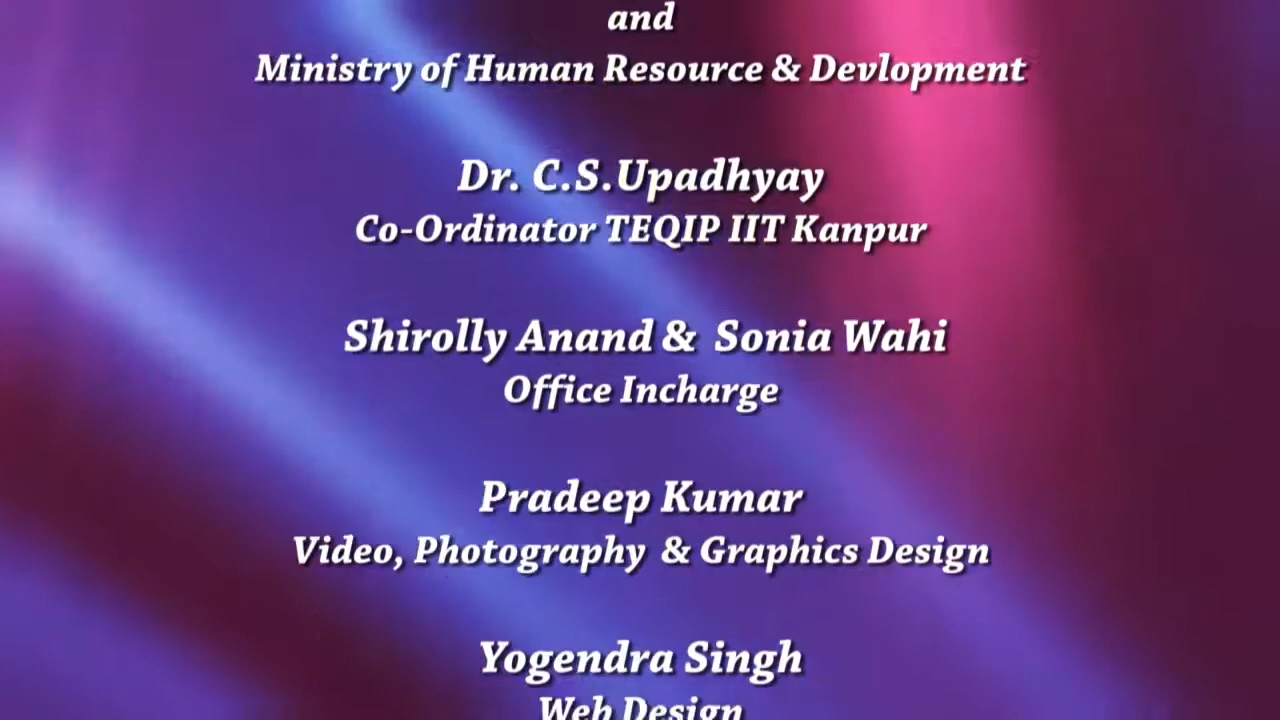 and
Ministry of Human Resource & Devlopment
Dr. C.S.Upadhyay
Co-Ordinator TEQIP IIT Kanpur
Shirolly Anand & Sonia Wahi
Office Incharge
Pradeep Kumar
Video, Photography & Graphics Design
Yogendra Singh
Web Design